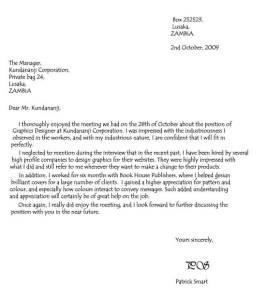 Box 252525,
Lusaka,
ZAMBIA.
2nd October, 2009
The Manager,
Kundananji Corporation,
Private bag 24,
Lusaka,
ZAMBIA
Dear Mr. Kundananji.
I thoroughly enjoyed the meeting we had on the 28th of October about the position of
Graphics Designer at Kundananji Corporation. I was impressed with the industriousness I
observed in the workers, and with my industrious nature, I am confident that I will fit in
perfectly.
I neglected to mention during the interview that in the recent past, I have been hired by several
high profile companies to design graphics for their websites. They were highly impressed with
what I did and still refer to me whenever they want to make a change to their products.
In addition, I worked for six months with Book House Publishers, where I helped design
brilliant covers for a large number of clients. I gained a higher appreciation for pattern and
colour, and especially how colours interact to convey messages. Such added understanding
and appreciation will certainly be of great help on the job.
Once again, I really did enjoy the meeting, and I look forward to further discussing the
position with you in the near future.
Yours sincerely,
Patrick Smart